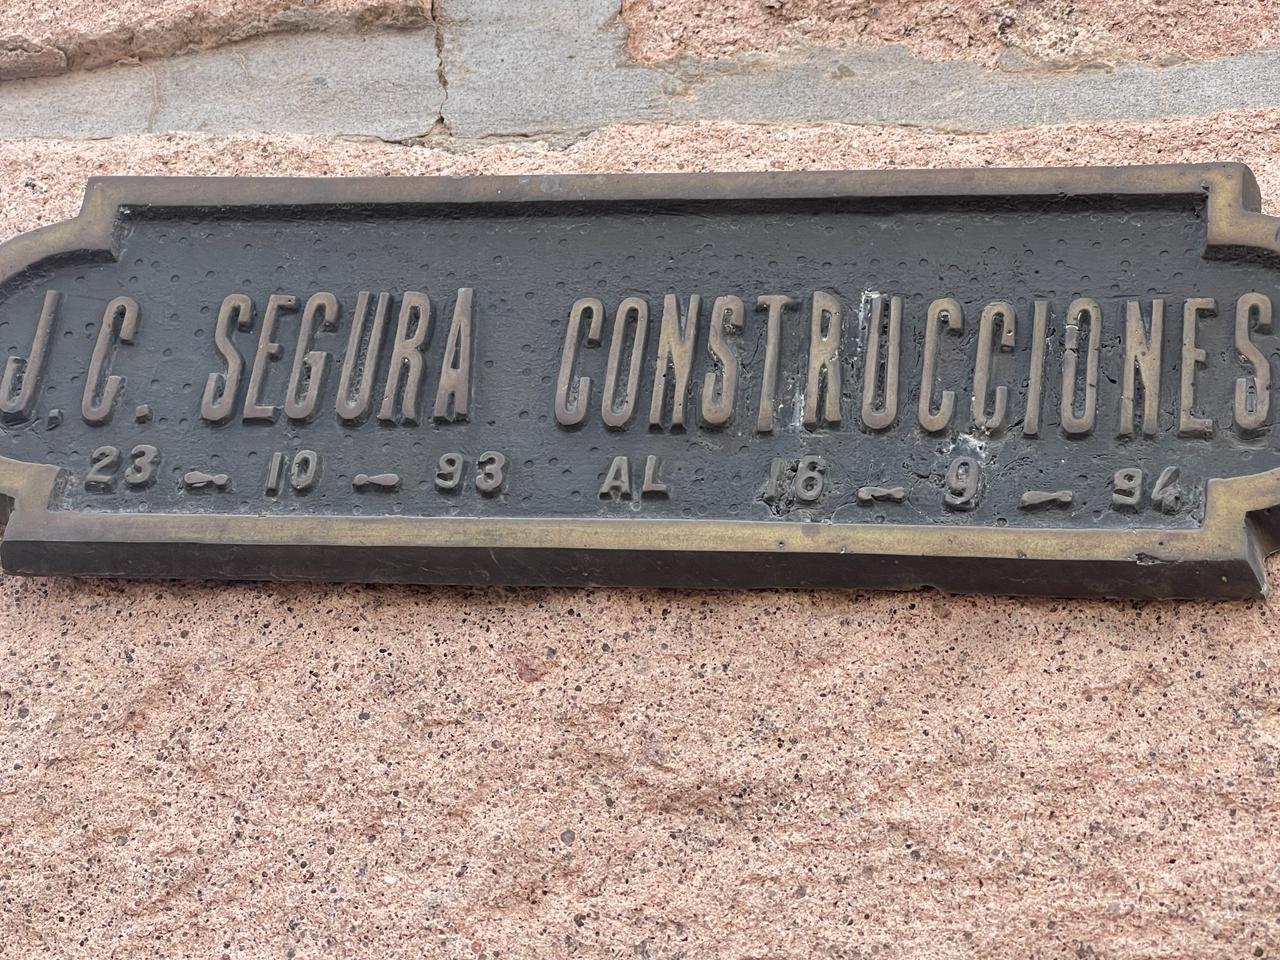 J.C. SEGURA CONSTRUCCIONES
23-10-93 AL 16-9-94